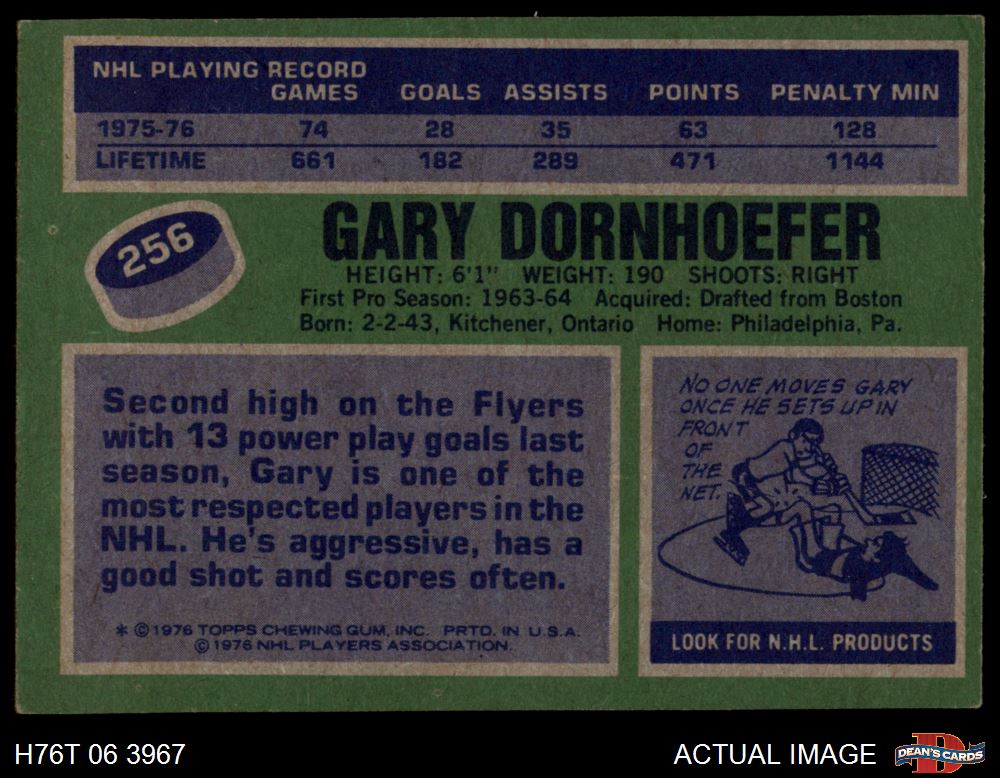 NHL PLAYING RECORD
GAMES GOALS ASSISTS POINTS PENALTY MIN
1975-76 74 28 35 63 128
LIFETIME 661 182 289 471 1144
256
GARY DORNHOEFER
HEIGHT: 6'1" WEIGHT: 190 SHOOTS: RIGHT
First Pro Season: 1963-64 Acquired: Drafted from Boston
Born: 2-2-43, Kitchener, Ontario Home: Philadelphia, Pa.
Second high on the Flyers
with 13 power play goals last
season, Gary is one of the
most respected players in the
NHL. He's aggressive, has a
good shot and scores often.
* © 1976 TOPPS CHEWING GUM, INC. PRTD. IN U.S.A.
© 1976 NHL PLAYERS ASSOCIATION.
NO ONE MOVES GARY
ONCE HE SETS UP IN
FRONT
OF
THE
NET.
LOOK FOR N.H.L. PRODUCTS
H76T 06 3967
ACTUAL IMAGE
D
DEAN'S CARDS